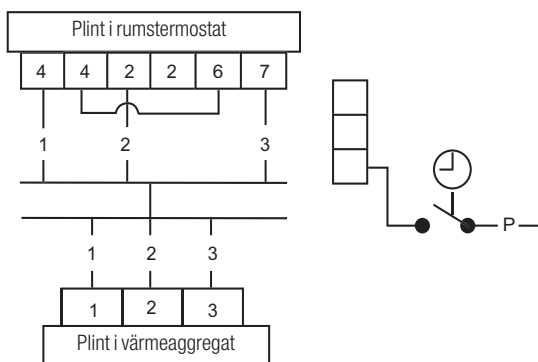 Plint i rumstermostat
4 4 2 2 6 7
1 2 3
1 2 3
P
1 2 3
Plint i värmeaggregat